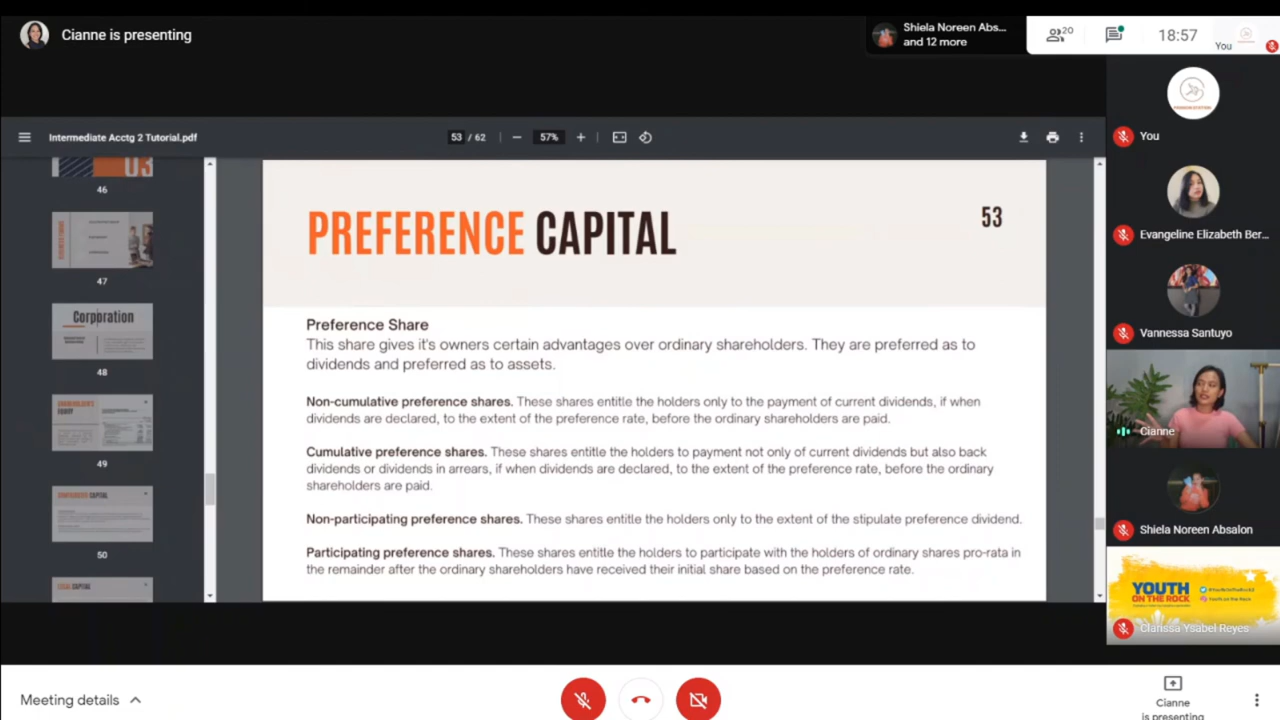 Cianne is presenting
Shiela Noreen Abs...
and 12 more
20
18:57
You
Intermediate Acctg 2 Tutorial.pdf
53 / 62
57%
03
46
47
Corporation
48
49
CAPITAL
50
CAPITAL
PREFERENCE CAPITAL
53
Preference Share
This share gives it's owners certain advantages over ordinary shareholders. They are preferred as to
dividends and preferred as to assets.
Non-cumulative preference shares. These shares entitle the holders only to the payment of current dividends, if when
dividends are declared, to the extent of the preference rate, before the ordinary shareholders are paid.
Cumulative preference shares. These shares entitle the holders to payment not only of current dividends but also back
dividends or dividends in arrears, if when dividends are declared, to the extent of the preference rate, before the ordinary
shareholders are paid.
Non-participating preference shares. These shares entitle the holders only to the extent of the stipulate preference dividend.
Participating preference shares. These shares entitle the holders to participate with the holders of ordinary shares pro-rata in
the remainder after the ordinary shareholders have received their initial share based on the preference rate.
You
Evangeline Elizabeth Ber...
Vannessa Santuyo
Cianne
Shiela Noreen Absalon
YOUTH
ON THE ROCK
Clarissa Ysabel Reyes
Meeting details
Cianne
is presenting